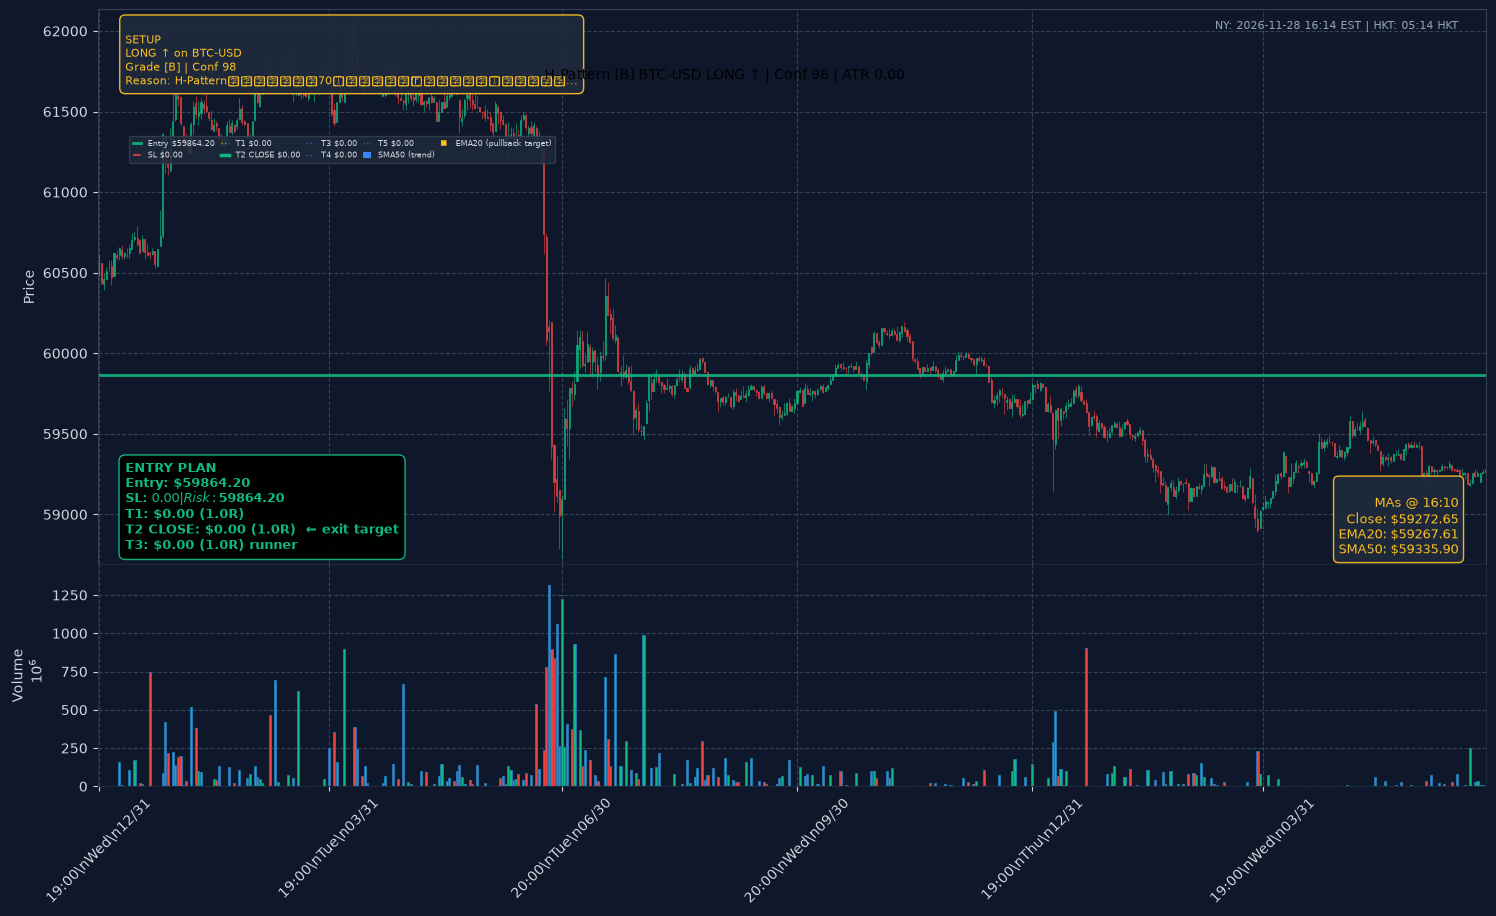 NY: 2026-11-28 16:14 EST | HKT: 05:14 HKT
SETUP
LONG ↑ on BTC-USD
Grade [B] | Conf 98
Reason: H-Pattern 70 ...
H-Pattern [B] BTC-USD LONG ↑ | Conf 98 | ATR 0.00
Entry $59864.20
SL $0.00
T1 $0.00
T2 CLOSE $0.00
T3 $0.00
T4 $0.00
T5 $0.00
SMA50 (trend)
EMA20 (pullback target)
Price
62000
61500
61000
60500
60000
59500
59000
ENTRY PLAN
Entry: $59864.20
SL: 0.00|Risk: 59864.20
T1: $0.00 (1.0R)
T2 CLOSE: $0.00 (1.0R) ← exit target
T3: $0.00 (1.0R) runner
MAs @ 16:10
Close: $59272.65
EMA20: $59267.61
SMA50: $59335.90
Volume
10⁶
1250
1000
750
500
250
0
19:00\nWed\n12/31
19:00\nTue\n03/31
20:00\nTue\n06/30
20:00\nWed\n09/30
19:00\nThu\n12/31
19:00\nWed\n03/31